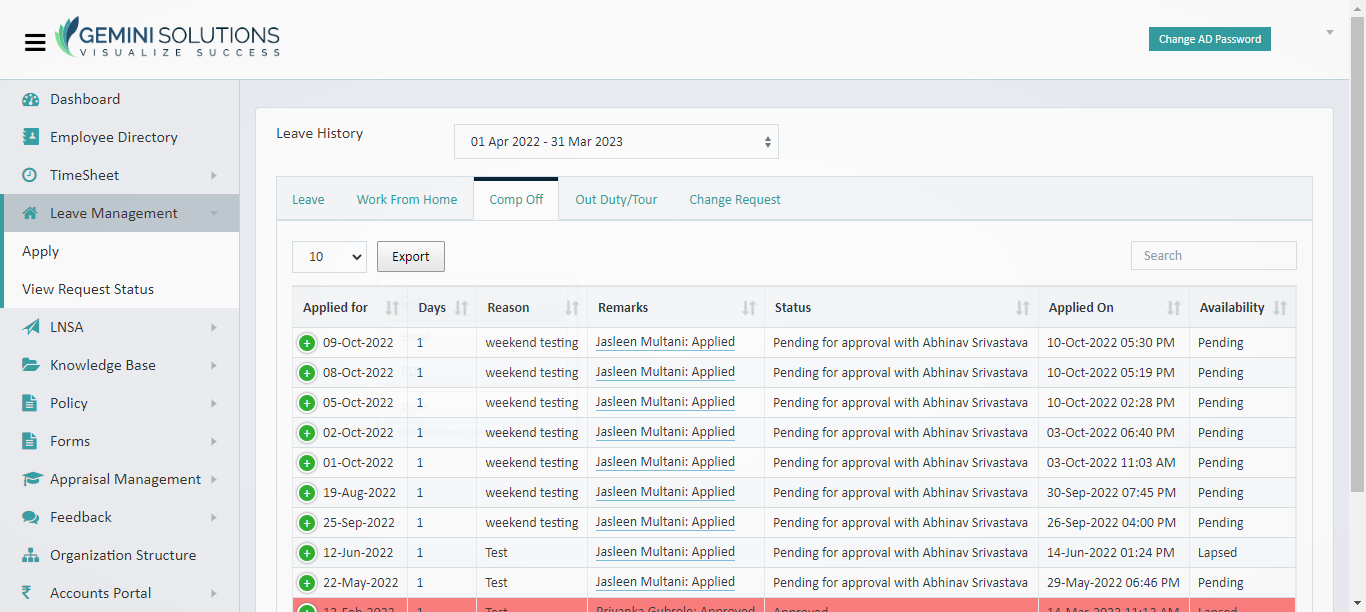 GEMINI SOLUTIONS
VISUALIZE SUCCESS
Change AD Password
Dashboard
Employee Directory
TimeSheet
Leave Management
Apply
View Request Status
LNSA
Knowledge Base
Policy
Forms
Appraisal Management
Feedback
Organization Structure
Accounts Portal
Leave History
01 Apr 2022 - 31 Mar 2023
Leave Work From Home Comp Off Out Duty/Tour Change Request
10 Export Search
Applied for Days Reason Remarks Status Applied On Availability
09-Oct-2022 1 weekend testing Jasleen Multani: Applied Pending for approval with Abhinav Srivastava 10-Oct-2022 05:30 PM Pending
08-Oct-2022 1 weekend testing Jasleen Multani: Applied Pending for approval with Abhinav Srivastava 10-Oct-2022 05:19 PM Pending
05-Oct-2022 1 weekend testing Jasleen Multani: Applied Pending for approval with Abhinav Srivastava 10-Oct-2022 02:28 PM Pending
02-Oct-2022 1 weekend testing Jasleen Multani: Applied Pending for approval with Abhinav Srivastava 03-Oct-2022 06:40 PM Pending
01-Oct-2022 1 weekend testing Jasleen Multani: Applied Pending for approval with Abhinav Srivastava 03-Oct-2022 11:03 AM Pending
19-Aug-2022 1 weekend testing Jasleen Multani: Applied Pending for approval with Abhinav Srivastava 30-Sep-2022 07:45 PM Pending
25-Sep-2022 1 weekend testing Jasleen Multani: Applied Pending for approval with Abhinav Srivastava 26-Sep-2022 04:00 PM Pending
12-Jun-2022 1 Test Jasleen Multani: Applied Pending for approval with Abhinav Srivastava 14-Jun-2022 01:24 PM Lapsed
22-May-2022 1 Test Jasleen Multani: Applied Pending for approval with Abhinav Srivastava 29-May-2022 06:46 PM Pending
1 Test Approved